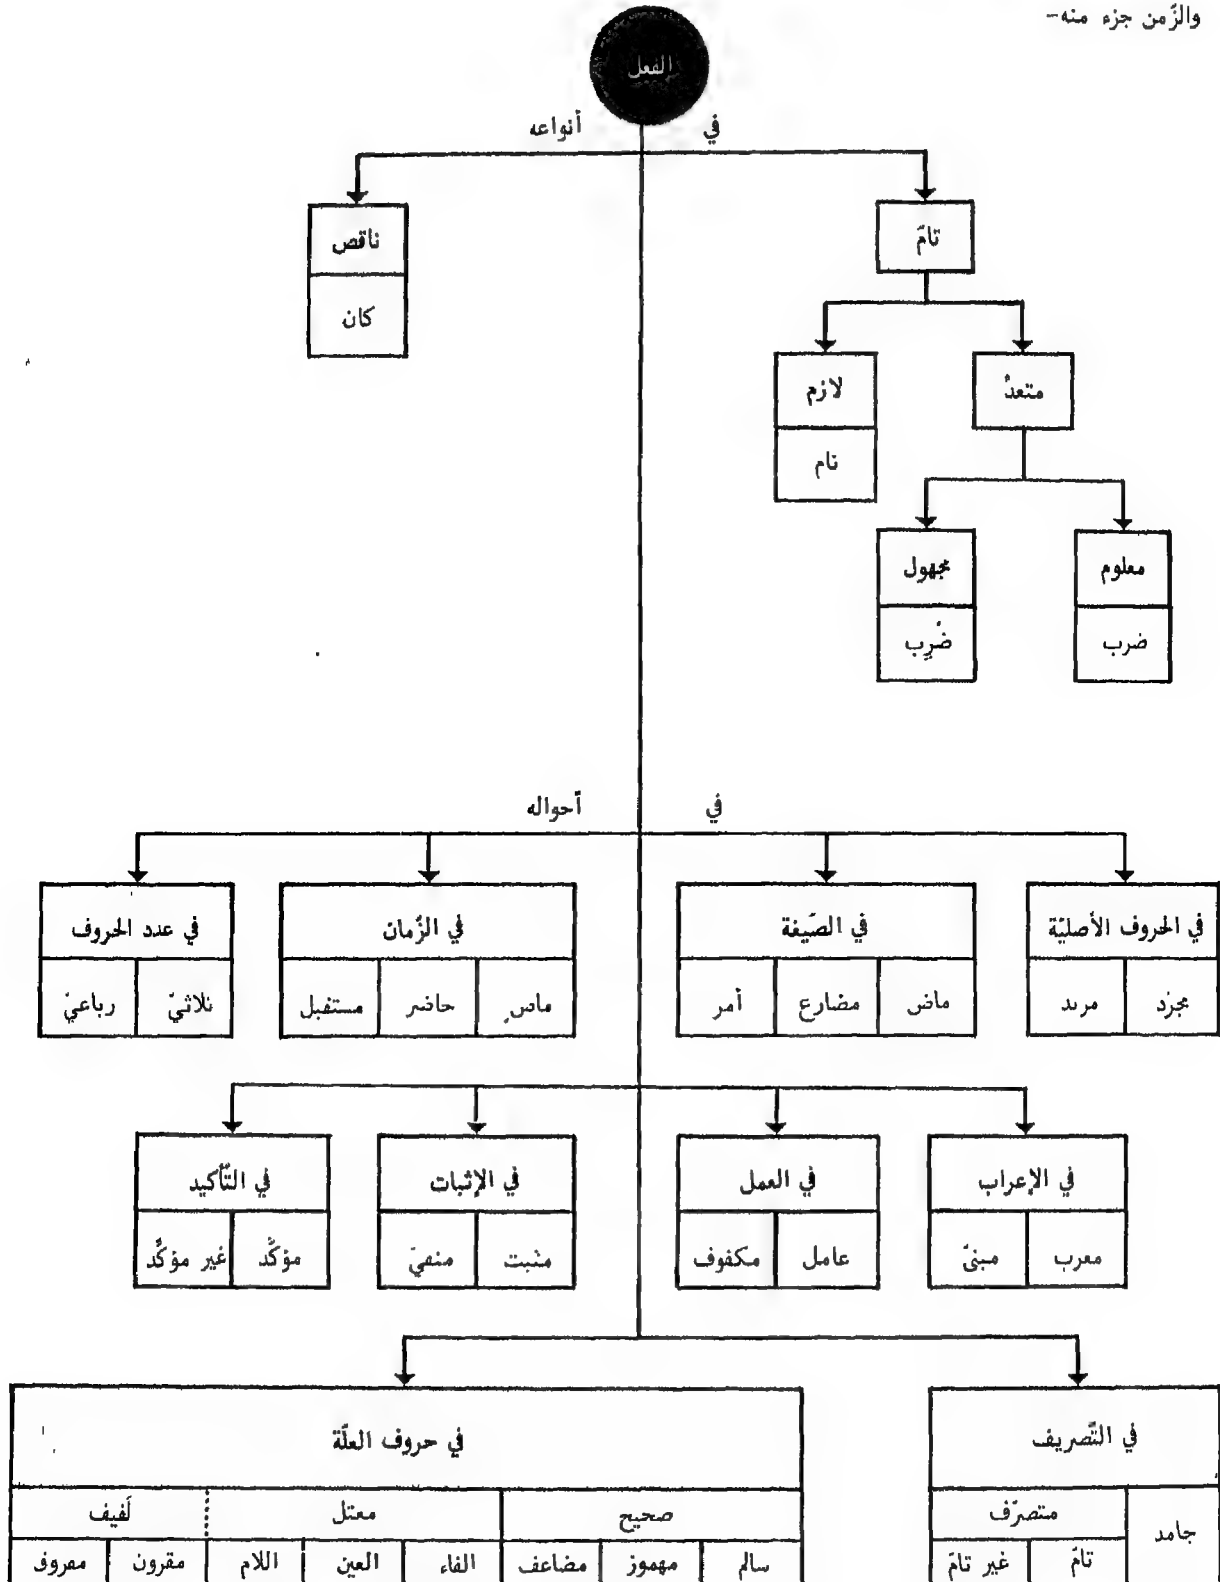 والزّمن جزء منه-
الفعل
في أنواعه
تامّ ناقص
كان
متعدٍّ لازم
نام
معلوم مجهول
ضرب ضُرِب
في أحواله
في الحروف الأصليّة في الصّيغة في الزّمان في عدد الحروف
مجرّد مزيد ماض مضارع أمر ماضٍ حاضر مستقبل ثلاثيّ رباعيّ
في الإعراب في العمل في الإثبات في التّأكيد
معرب مبنيّ عامل مكفوف مثبت منفيّ مؤكَّد غير مؤكَّد
في التّصريف في حروف العلّة
جامد متصرّف صحيح معتل لَفيف
تامّ غير تامّ سالم مهموز مضاعف الفاء العين اللام مقرون مفروق